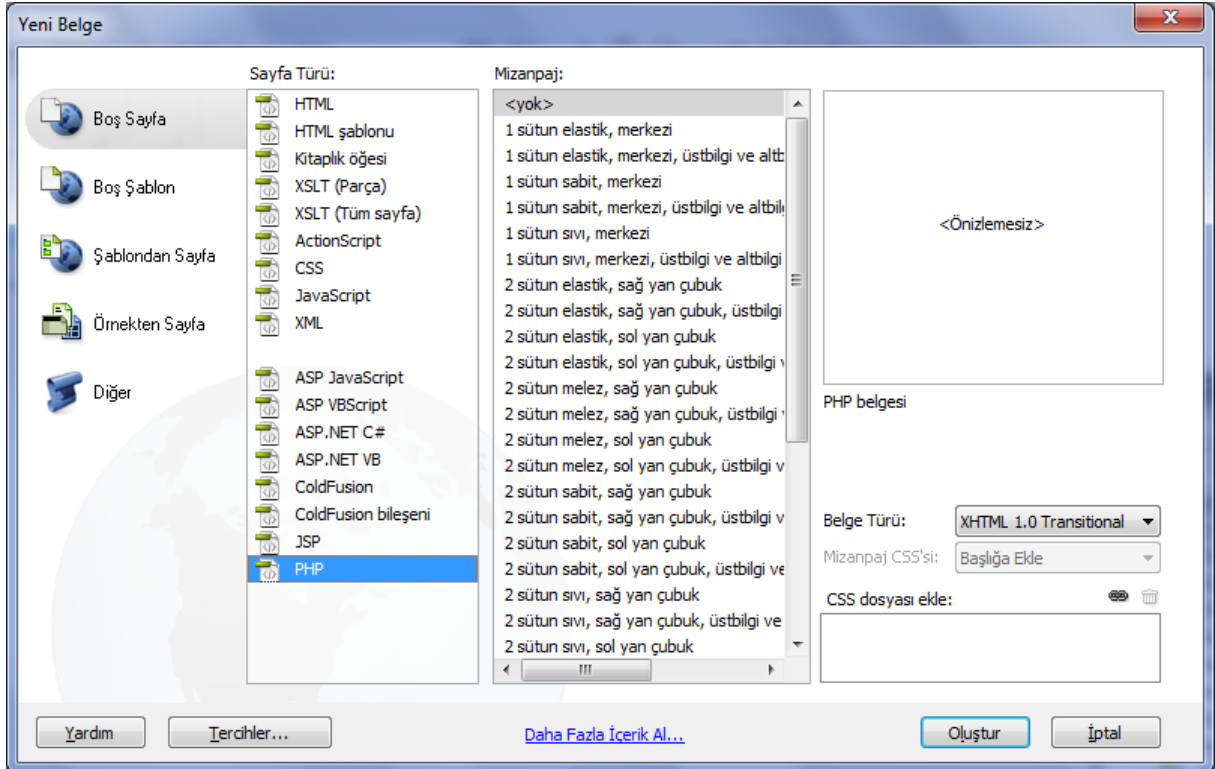 Yeni Belge
Boş Sayfa
Boş Şablon
Şablondan Sayfa
Örnekten Sayfa
Diğer
Sayfa Türü:
HTML
HTML şablonu
Kitaplık öğesi
XSLT (Parça)
XSLT (Tüm sayfa)
ActionScript
CSS
JavaScript
XML
ASP JavaScript
ASP VBScript
ASP.NET C#
ASP.NET VB
ColdFusion
ColdFusion bileşeni
JSP
PHP
Mizanpaj:
<yok>
1 sütun elastik, merkezi
1 sütun elastik, merkezi, üstbilgi ve altb
1 sütun sabit, merkezi
1 sütun sabit, merkezi, üstbilgi ve altbilg
1 sütun sıvı, merkezi
1 sütun sıvı, merkezi, üstbilgi ve altbilgi
2 sütun elastik, sağ yan çubuk
2 sütun elastik, sağ yan çubuk, üstbilgi
2 sütun elastik, sol yan çubuk
2 sütun elastik, sol yan çubuk, üstbilgi v
2 sütun melez, sağ yan çubuk
2 sütun melez, sağ yan çubuk, üstbilgi v
2 sütun melez, sol yan çubuk
2 sütun melez, sol yan çubuk, üstbilgi v
2 sütun sabit, sağ yan çubuk
2 sütun sabit, sağ yan çubuk, üstbilgi v
2 sütun sabit, sol yan çubuk
2 sütun sabit, sol yan çubuk, üstbilgi ve
2 sütun sıvı, sağ yan çubuk
2 sütun sıvı, sağ yan çubuk, üstbilgi ve
2 sütun sıvı, sol yan çubuk
<Önizlemesiz>
PHP belgesi
Belge Türü: XHTML 1.0 Transitional
Mizanpaj CSS'si: Başlığa Ekle
CSS dosyası ekle:
Yardım
Tercihler...
Daha Fazla İçerik Al...
Oluştur
İptal